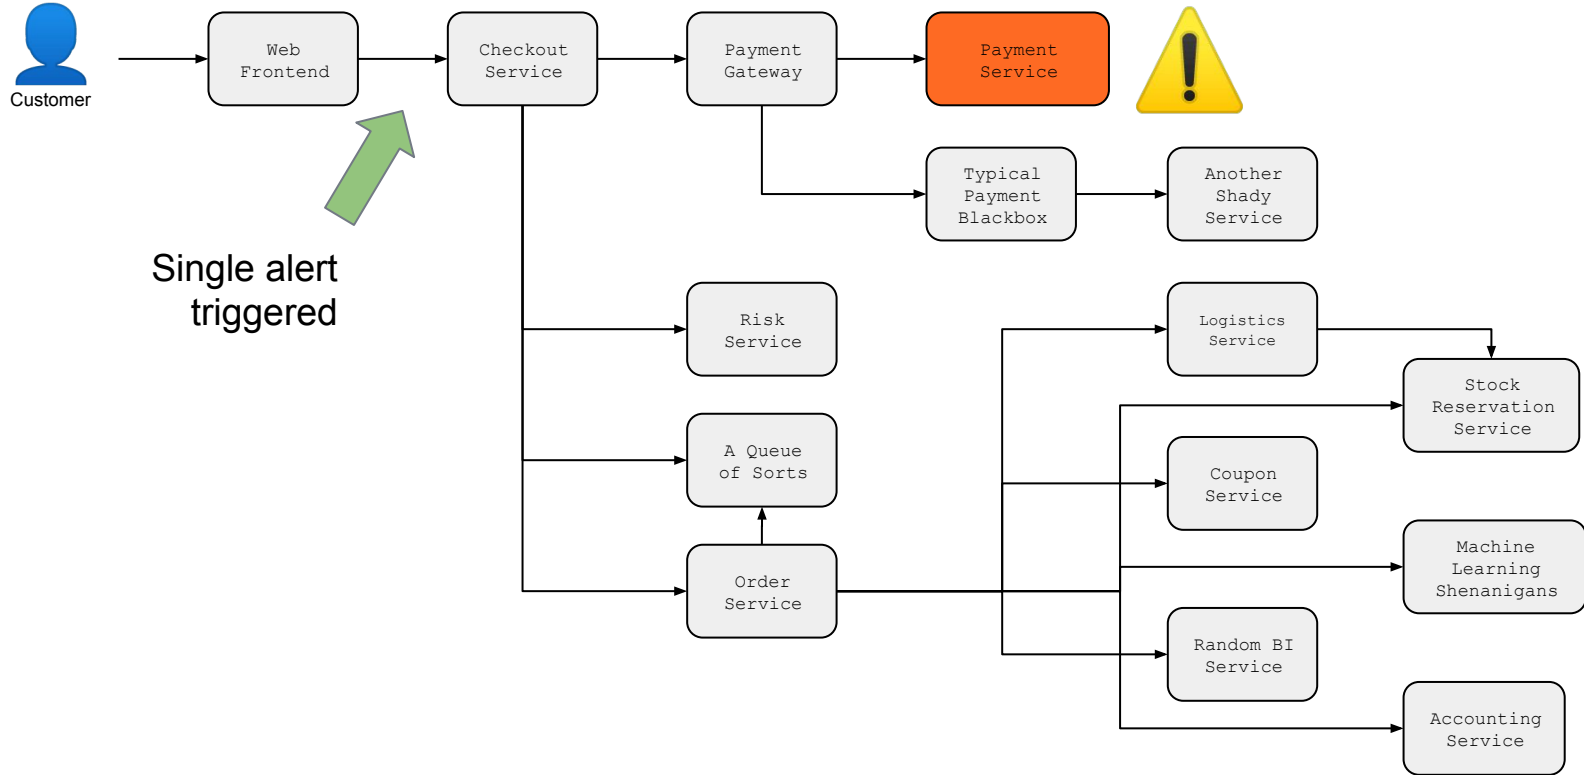 Customer
Web
Frontend
Checkout
Service
Payment
Gateway
Payment
Service
Typical
Payment
Blackbox
Another
Shady
Service
Single alert
triggered
Risk
Service
Logistics
Service
Stock
Reservation
Service
A Queue
of Sorts
Coupon
Service
Order
Service
Machine
Learning
Shenanigans
Random BI
Service
Accounting
Service